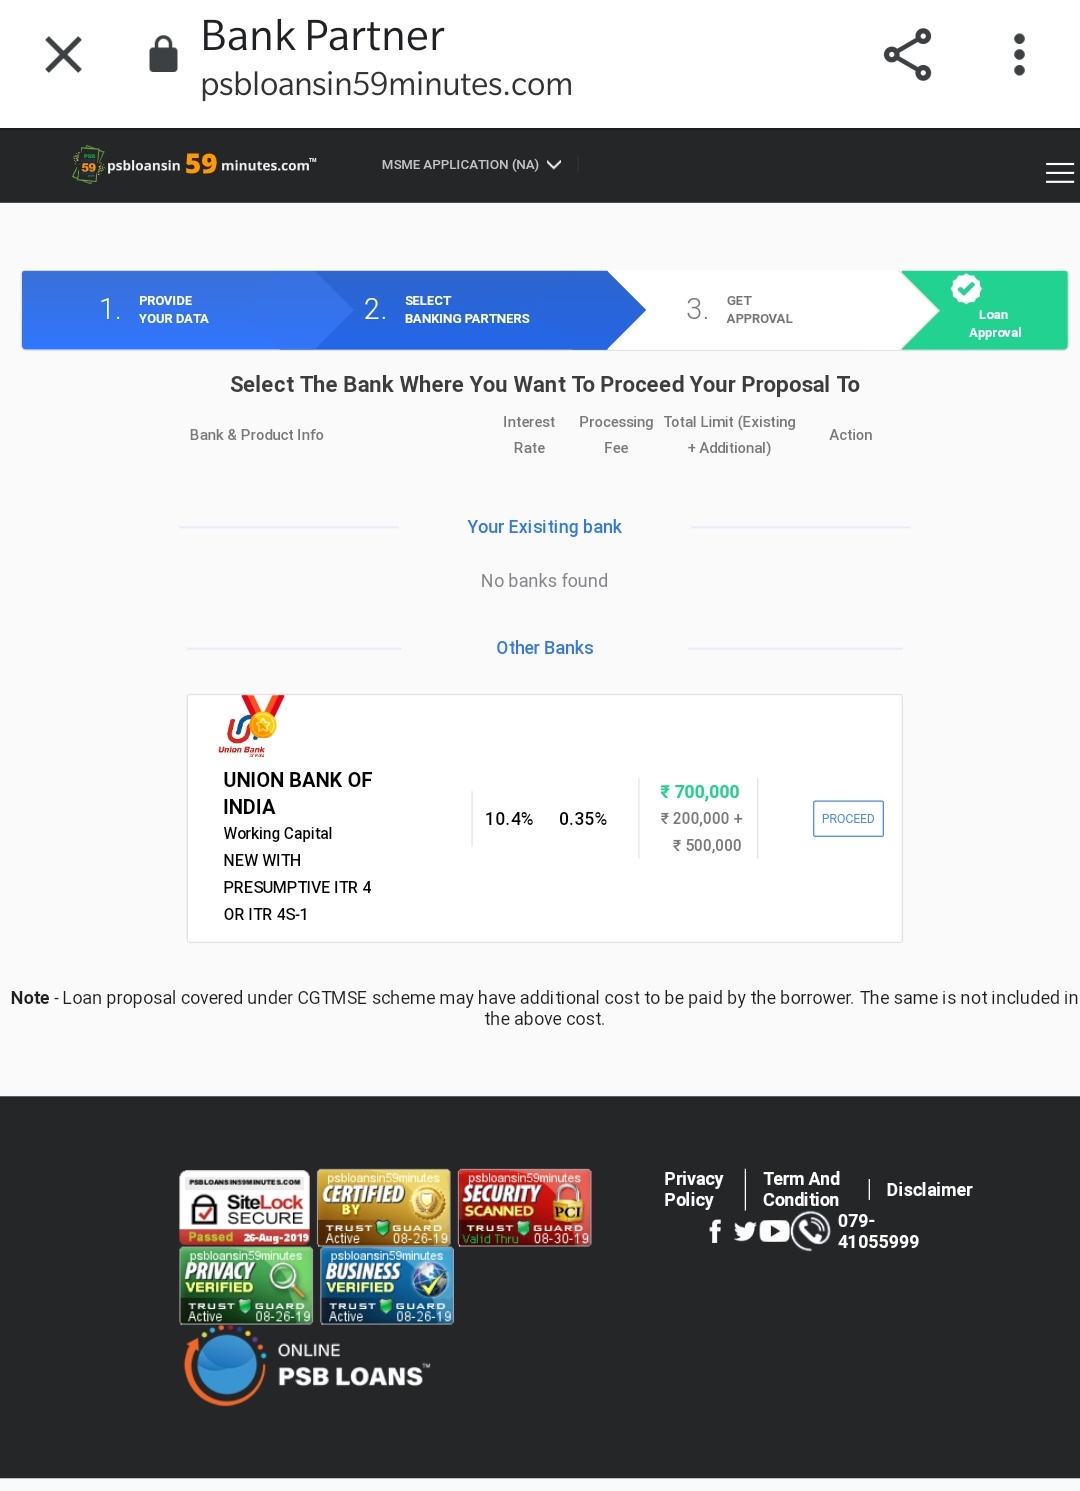 Bank Partner
psbloansin59minutes.com
PSB
59
psbloansin 59 minutes.com™
MSME APPLICATION (NA)
1. PROVIDE
YOUR DATA
2. SELECT
BANKING PARTNERS
3. GET
APPROVAL
Loan
Approval
Select The Bank Where You Want To Proceed Your Proposal To
Bank & Product Info
Interest
Rate
Processing
Fee
Total Limit (Existing
+ Additional)
Action
Your Exisiting bank
No banks found
Other Banks
Union Bank
UNION BANK OF
INDIA
Working Capital
NEW WITH
PRESUMPTIVE ITR 4
OR ITR 4S-1
10.4%
0.35%
₹ 700,000
₹ 200,000 +
₹ 500,000
PROCEED
Note - Loan proposal covered under CGTMSE scheme may have additional cost to be paid by the borrower. The same is not included in
the above cost.
PSBLOANSIN59MINUTES.COM
SiteLock
SECURE
Passed 26-Aug-2019
psbloansin59minutes
CERTIFIED
BY
TRUST GUARD
Active 08-26-19
psbloansin59minutes
SECURITY
SCANNED
PCI
TRUST GUARD
Valid Thru 08-30-19
psbloansin59minutes
PRIVACY
VERIFIED
TRUST GUARD
Active 08-26-19
psbloansin59minutes
BUSINESS
VERIFIED
TRUST GUARD
Active 08-26-19
ONLINE
PSB LOANS™
Privacy
Policy
Term And
Condition
Disclaimer
079-
41055999